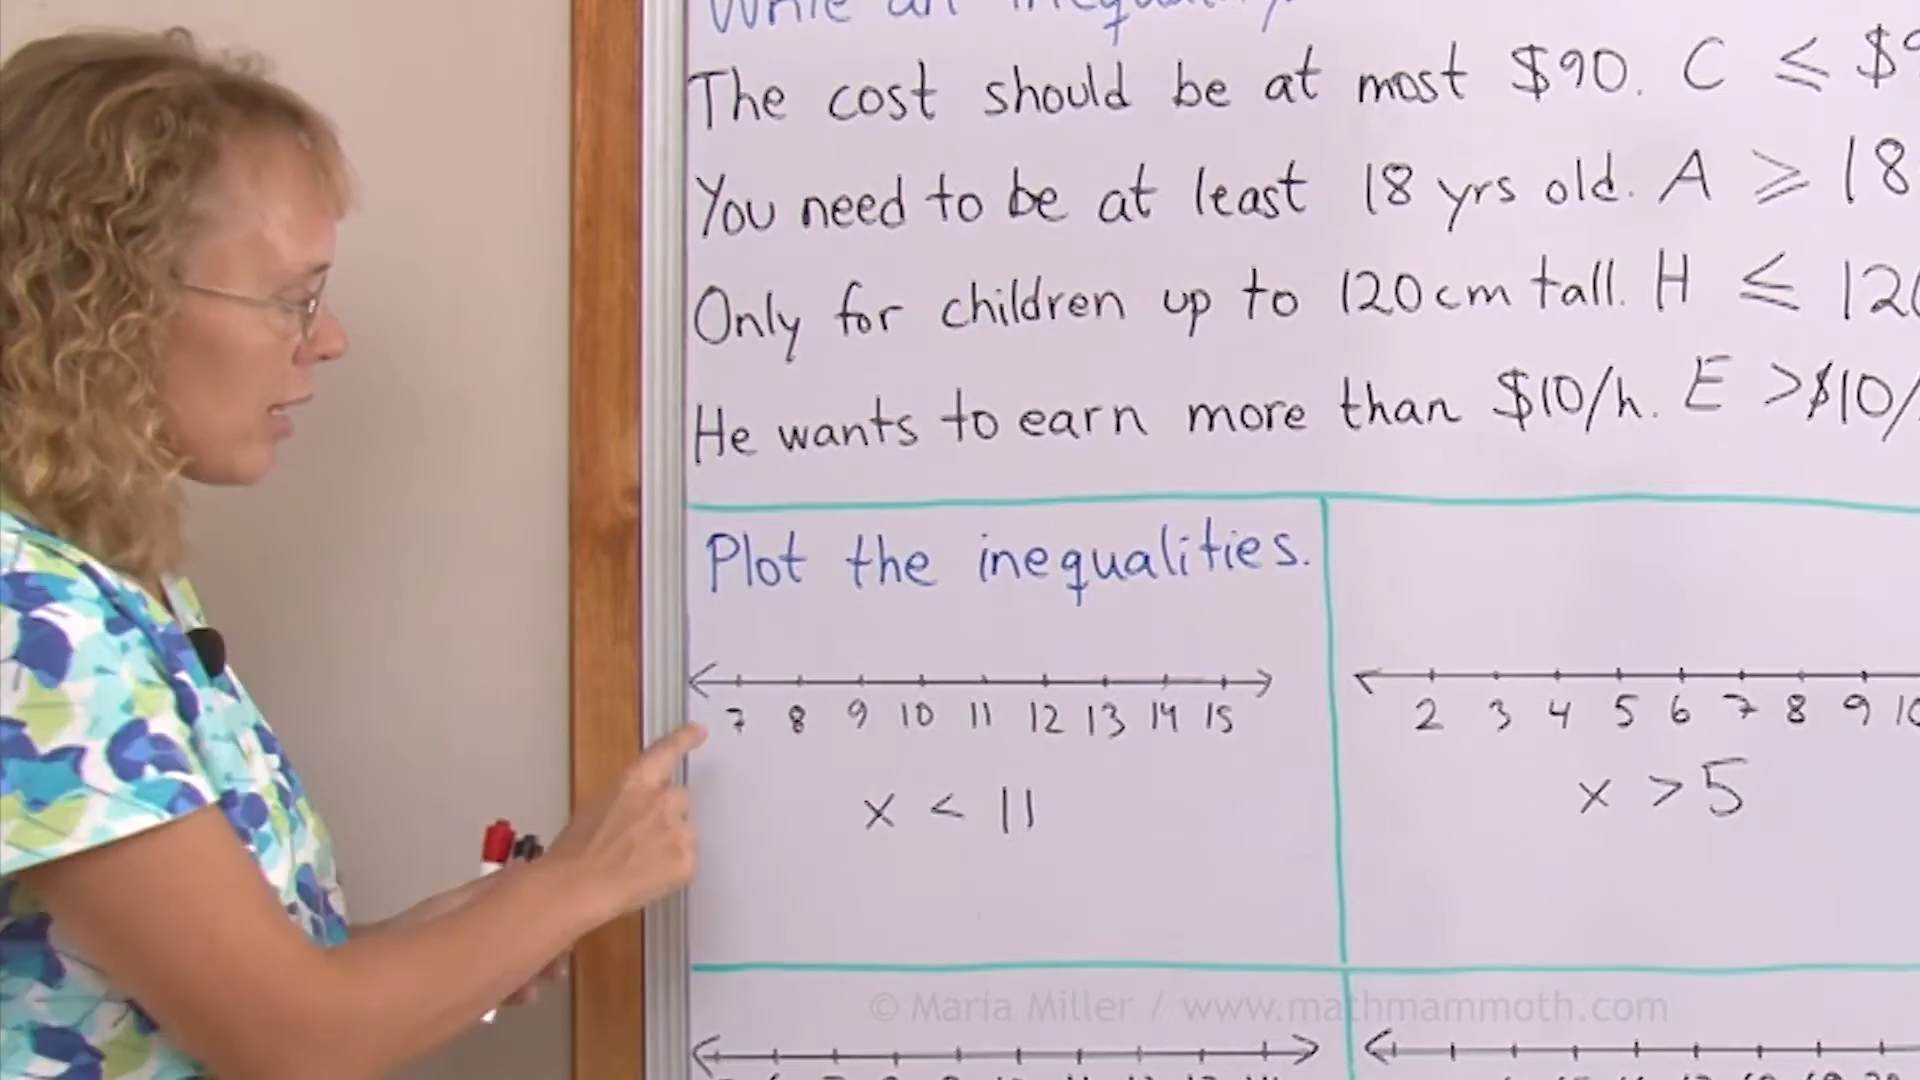 The cost should be at most $90. C ≤ $9
You need to be at least 18 yrs old. A ≥ 18
Only for children up to 120 cm tall. H ≤ 120
He wants to earn more than $10/h. E > $10/
Plot the inequalities.
7 8 9 10 11 12 13 14 15
x < 11
2 3 4 5 6 7 8 9 10
x > 5
© Maria Miller / www.mathmammoth.com